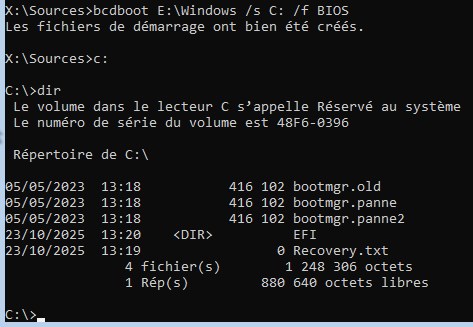 X:\Sources>bcdboot E:\Windows /s C: /f BIOS
Les fichiers de démarrage ont bien été créés.
X:\Sources>c:
C:\>dir
Le volume dans le lecteur C s’appelle Réservé au système
Le numéro de série du volume est 48F6-0396
Répertoire de C:\
05/05/2023  13:18           416 102 bootmgr.old
05/05/2023  13:18           416 102 bootmgr.panne
05/05/2023  13:18           416 102 bootmgr.panne2
23/10/2025  13:20    <DIR>          EFI
23/10/2025  13:19                 0 Recovery.txt
4 fichier(s)        1 248 306 octets
1 Rép(s)         880 640 octets libres
C:\>